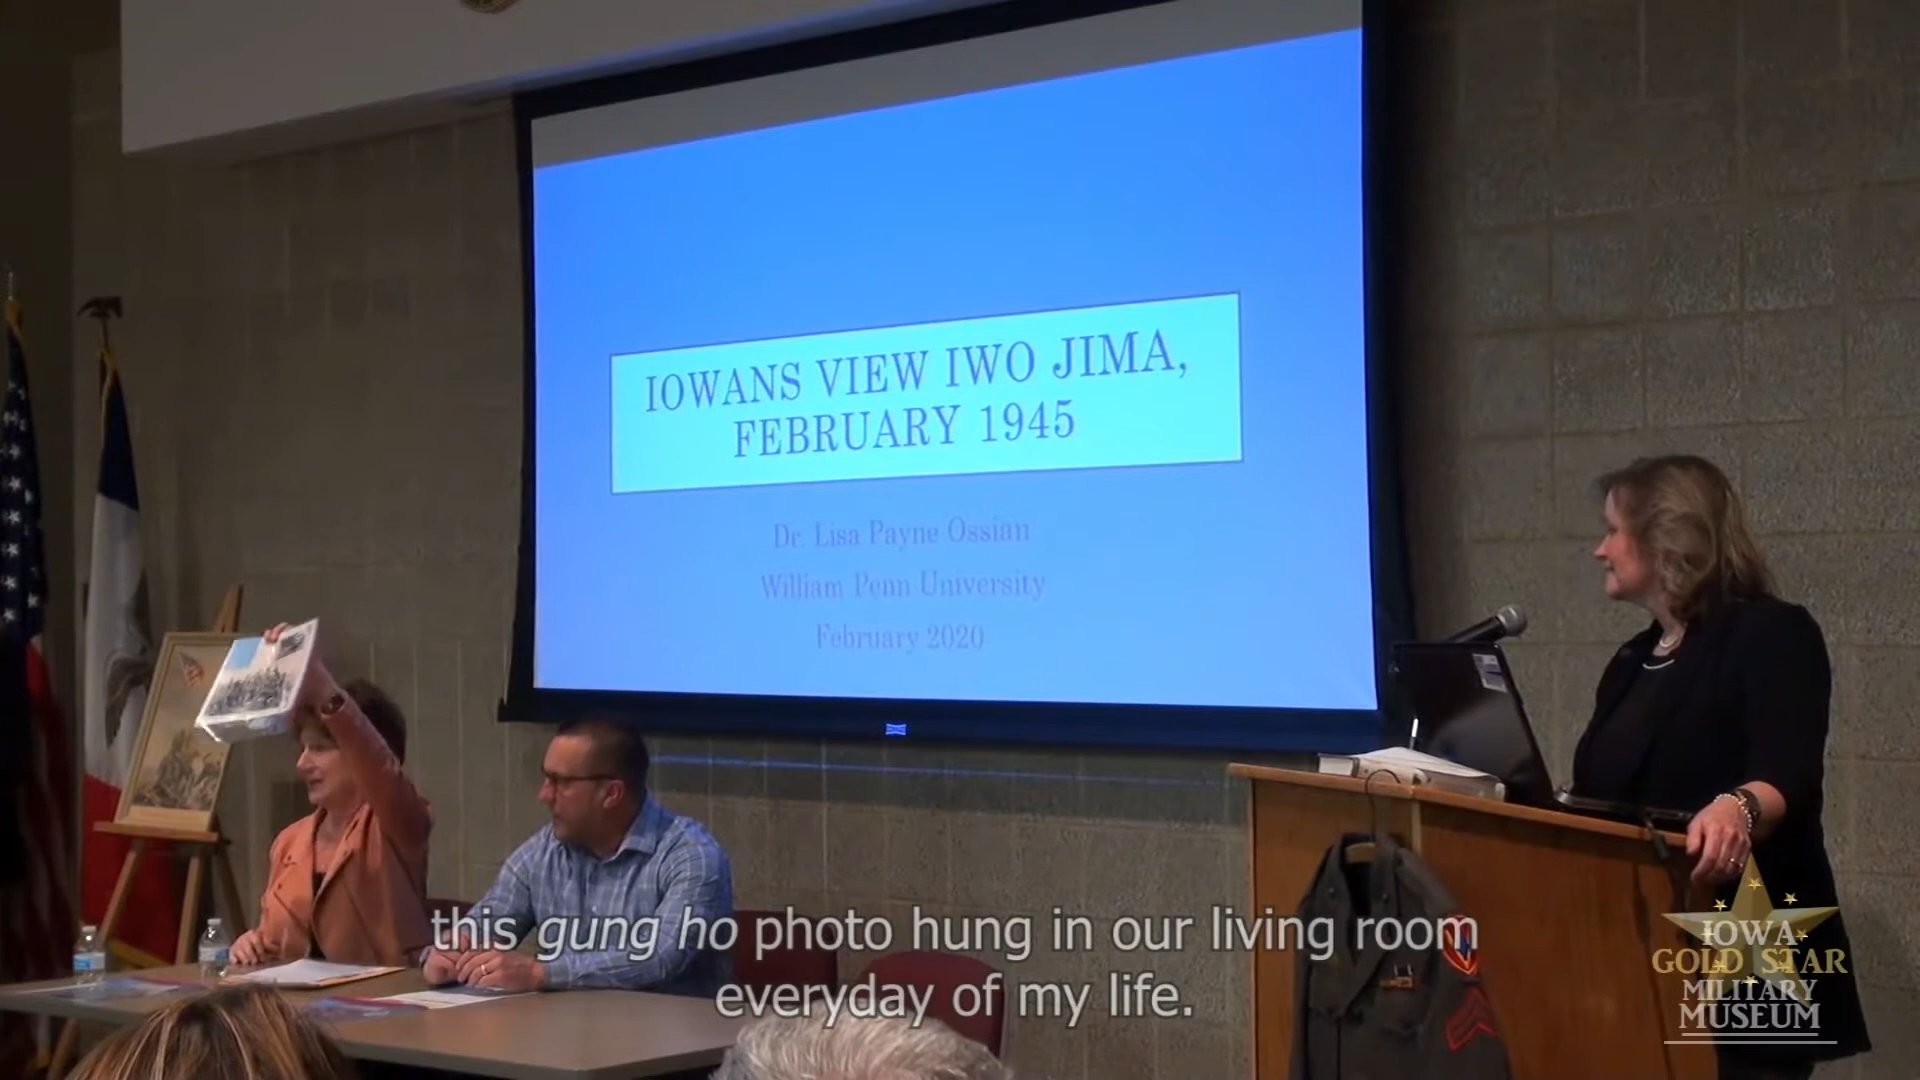 IOWANS VIEW IWO JIMA,
FEBRUARY 1945
Dr. Lisa Payne Ossian
William Penn University
February 2020
this gung ho photo hung in our living room
everyday of my life.
IOWA
GOLD STAR
MILITARY
MUSEUM